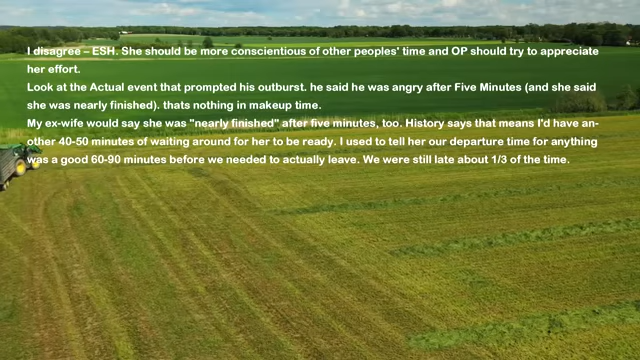 I disagree – ESH. She should be more conscientious of other peoples' time and OP should try to appreciate
her effort.
Look at the Actual event that prompted his outburst. he said he was angry after Five Minutes (and she said
she was nearly finished). thats nothing in makeup time.
My ex-wife would say she was "nearly finished" after five minutes, too. History says that means I'd have an-
other 40-50 minutes of waiting around for her to be ready. I used to tell her our departure time for anything
was a good 60-90 minutes before we needed to actually leave. We were still late about 1/3 of the time.